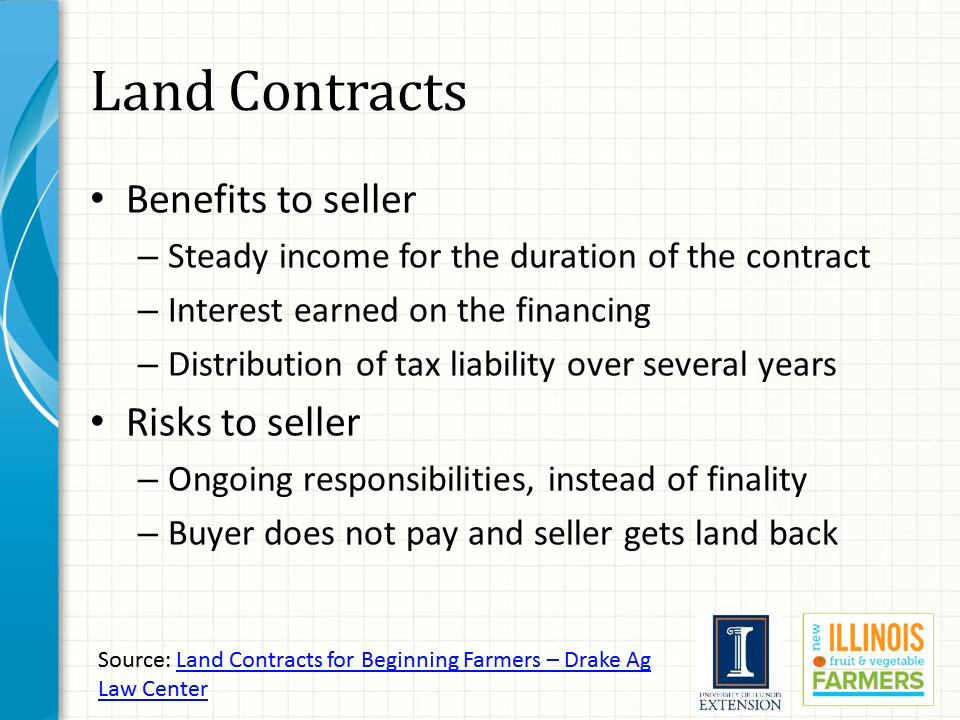 Land Contracts
• Benefits to seller
– Steady income for the duration of the contract
– Interest earned on the financing
– Distribution of tax liability over several years
• Risks to seller
– Ongoing responsibilities, instead of finality
– Buyer does not pay and seller gets land back
Source: Land Contracts for Beginning Farmers – Drake Ag
Law Center
I
UNIVERSITY OF ILLINOIS
EXTENSION
new
ILLINOIS
fruit & vegetable
FARMERS